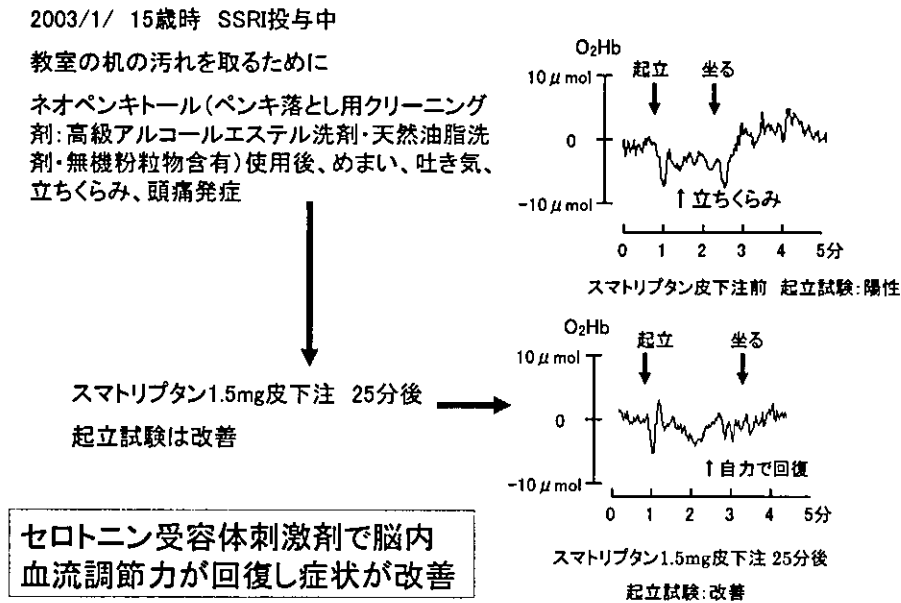 2003/1/ 15歳時 SSRI投与中
教室の机の汚れを取るために
ネオペンキトール(ペンキ落とし用クリーニング
剤:高級アルコールエステル洗剤・天然油脂洗
剤・無機粉粒物含有)使用後、めまい、吐き気、
立ちくらみ、頭痛発症
スマトリプタン1.5mg皮下注 25分後
起立試験は改善
セロトニン受容体刺激剤で脳内
血流調節力が回復し症状が改善
O₂Hb
10μmol
起立 坐る
0
-10μmol
↑立ちくらみ
0 1 2 3 4 5分
スマトリプタン皮下注前 起立試験:陽性
O₂Hb
起立 坐る
10μmol
0
-10μmol
↑自力で回復
0 1 2 3 4 5分
スマトリプタン1.5mg皮下注 25分後
起立試験:改善